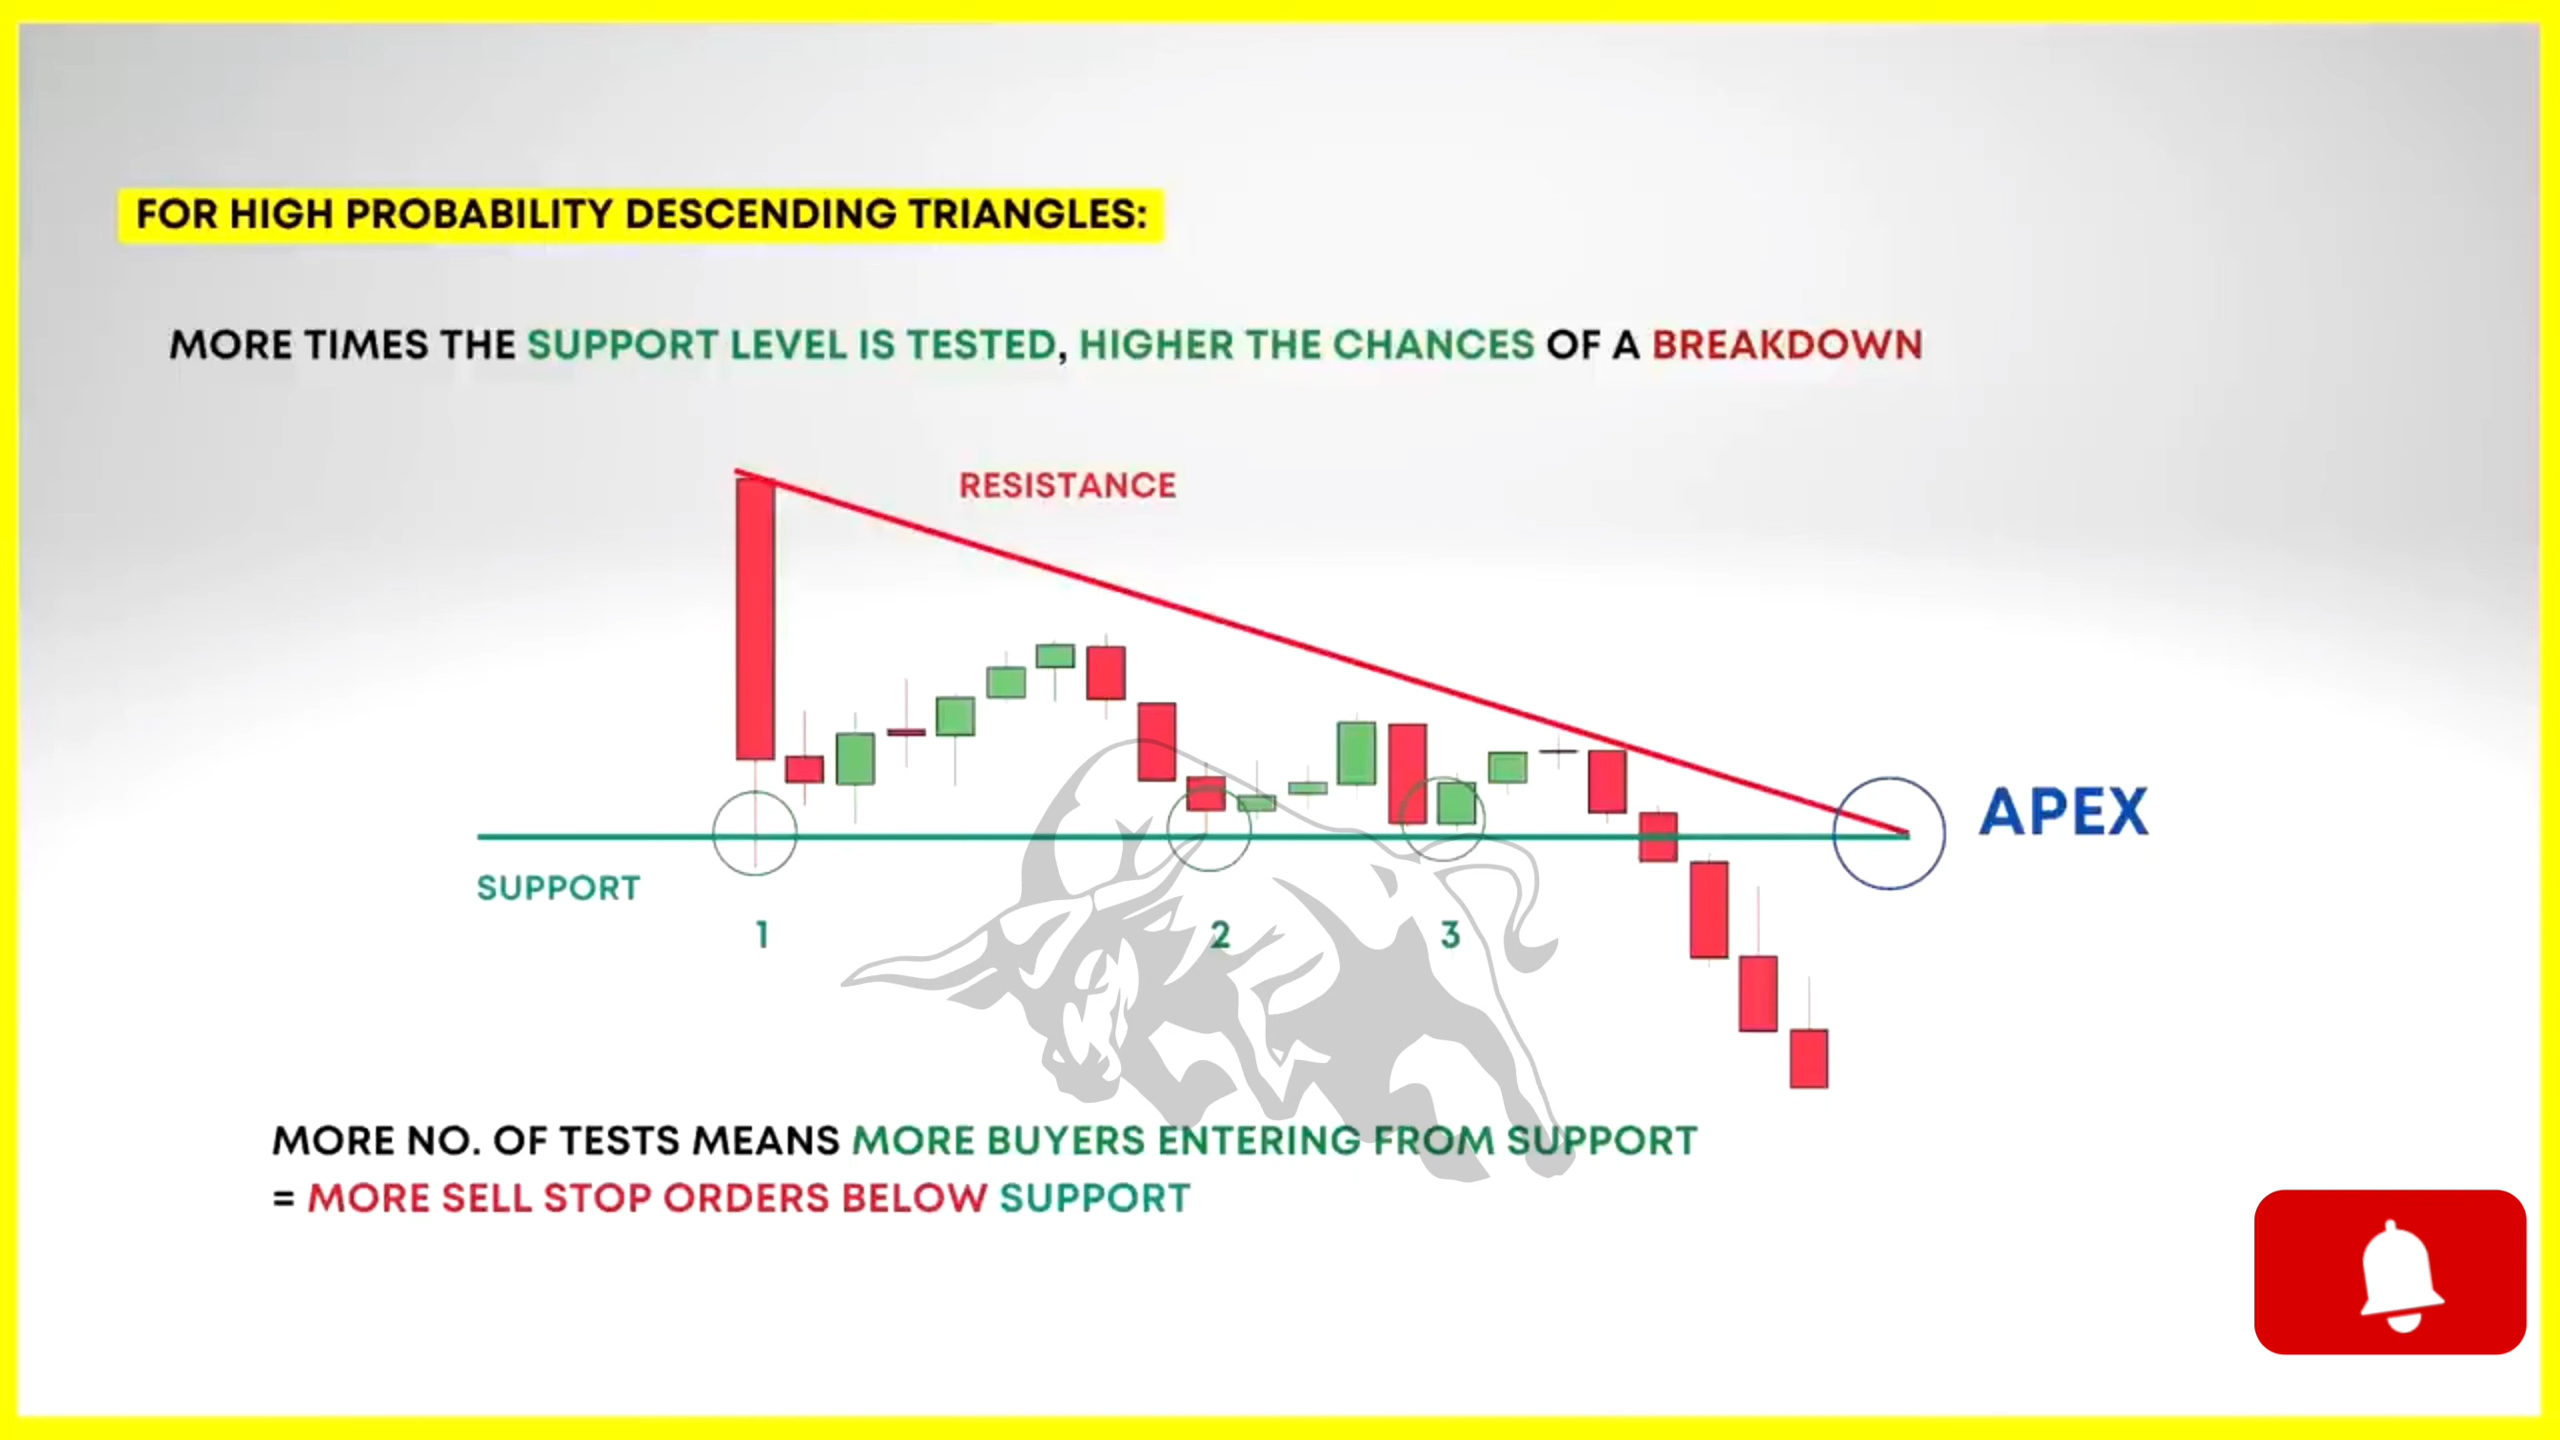 FOR HIGH PROBABILITY DESCENDING TRIANGLES:
MORE TIMES THE SUPPORT LEVEL IS TESTED, HIGHER THE CHANCES OF A BREAKDOWN
RESISTANCE
APEX
SUPPORT
1
2
3
MORE NO. OF TESTS MEANS MORE BUYERS ENTERING FROM SUPPORT
= MORE SELL STOP ORDERS BELOW SUPPORT